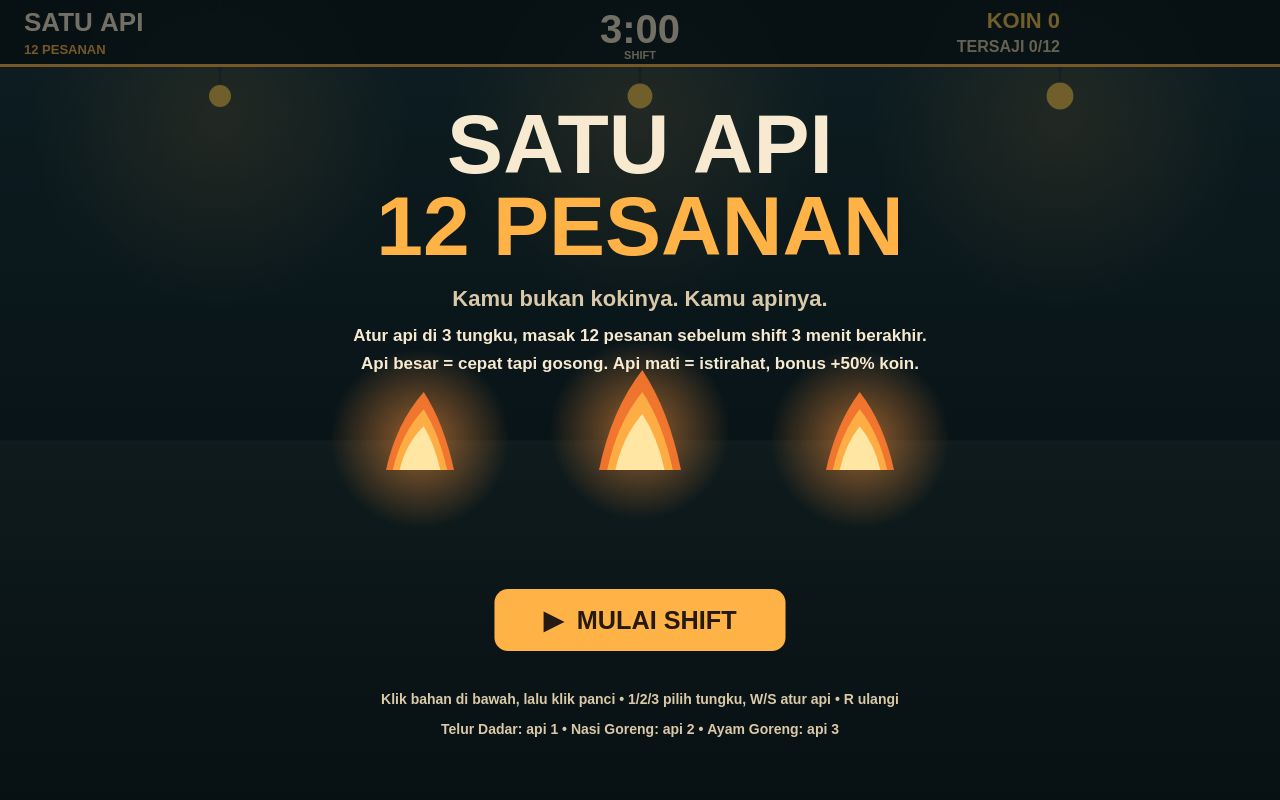 SATU API
12 PESANAN
3:00
SHIFT
KOIN 0
TERSAJI 0/12
SATU API
12 PESANAN
Kamu bukan kokinya. Kamu apinya.
Atur api di 3 tungku, masak 12 pesanan sebelum shift 3 menit berakhir.
Api besar = cepat tapi gosong. Api mati = istirahat, bonus +50% koin.
▶ MULAI SHIFT
Klik bahan di bawah, lalu klik panci • 1/2/3 pilih tungku, W/S atur api • R ulangi
Telur Dadar: api 1 • Nasi Goreng: api 2 • Ayam Goreng: api 3